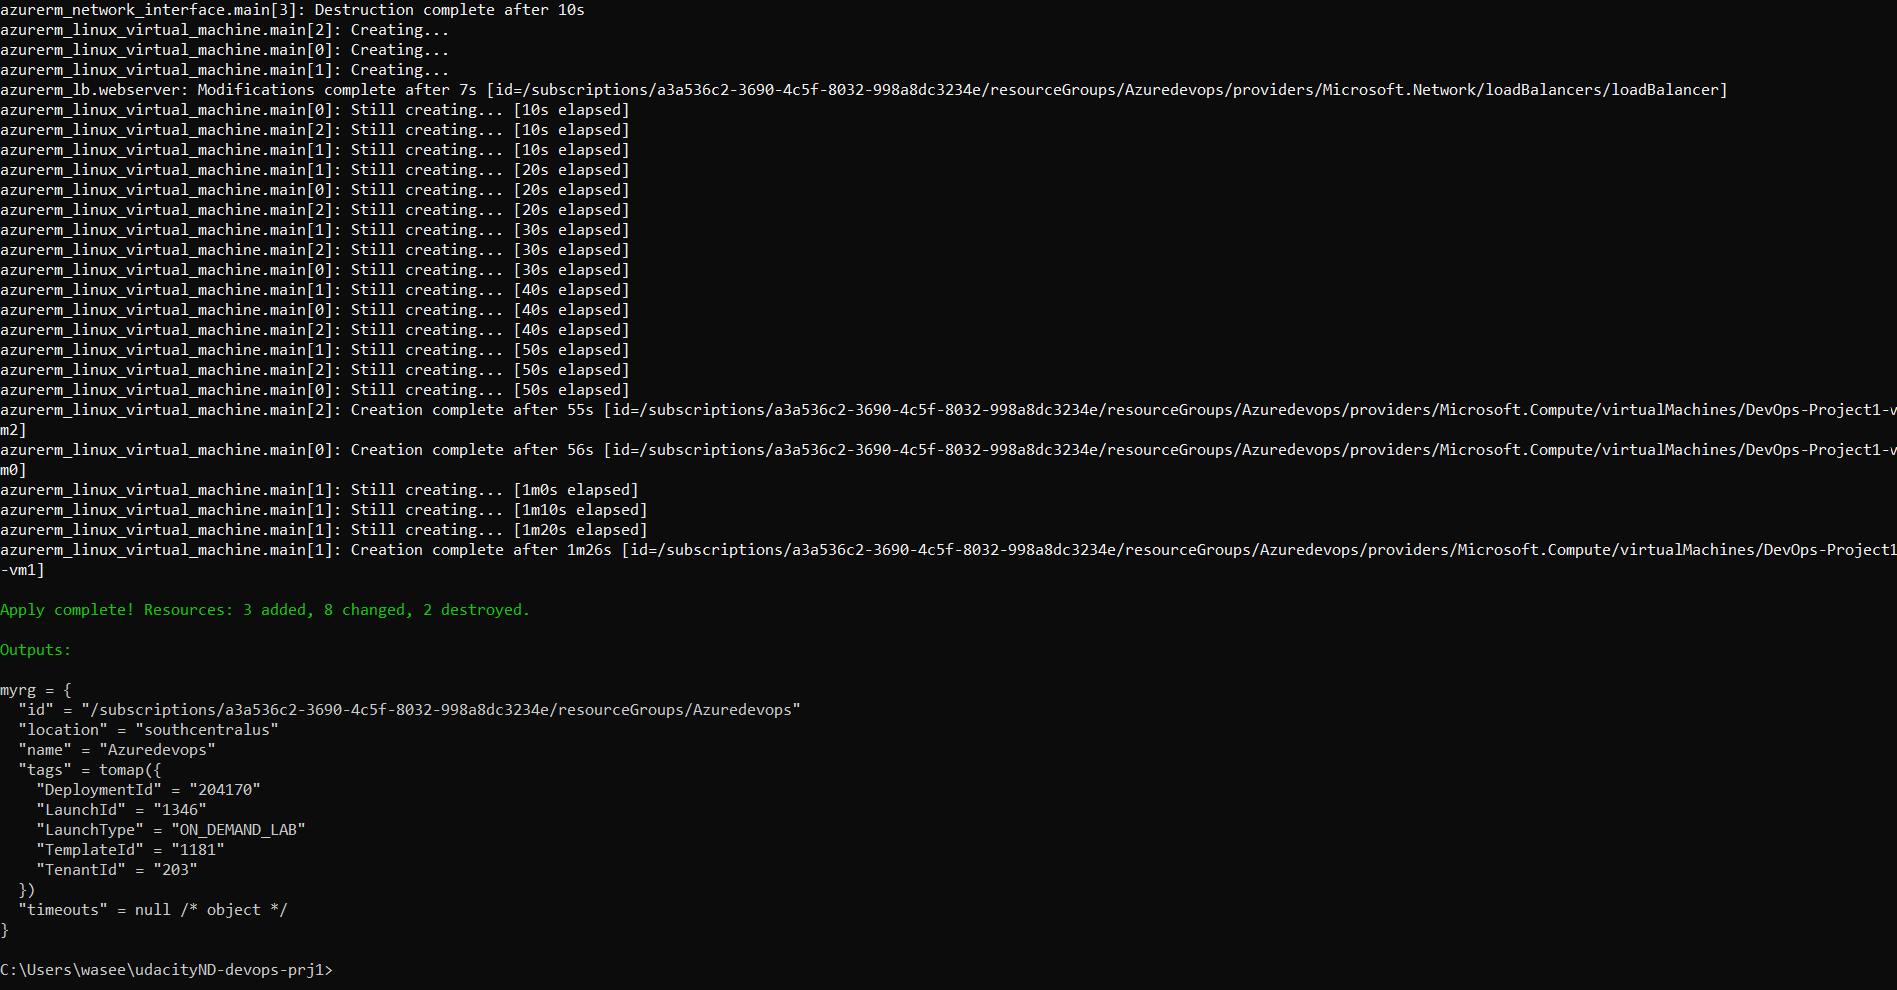 azurerm_network_interface.main[3]: Destruction complete after 10s
azurerm_linux_virtual_machine.main[2]: Creating...
azurerm_linux_virtual_machine.main[0]: Creating...
azurerm_linux_virtual_machine.main[1]: Creating...
azurerm_lb.webserver: Modifications complete after 7s [id=/subscriptions/a3a536c2-3690-4c5f-8032-998a8dc3234e/resourceGroups/Azuredevops/providers/Microsoft.Network/loadBalancers/loadBalancer]
azurerm_linux_virtual_machine.main[0]: Still creating... [10s elapsed]
azurerm_linux_virtual_machine.main[2]: Still creating... [10s elapsed]
azurerm_linux_virtual_machine.main[1]: Still creating... [10s elapsed]
azurerm_linux_virtual_machine.main[1]: Still creating... [20s elapsed]
azurerm_linux_virtual_machine.main[0]: Still creating... [20s elapsed]
azurerm_linux_virtual_machine.main[2]: Still creating... [20s elapsed]
azurerm_linux_virtual_machine.main[1]: Still creating... [30s elapsed]
azurerm_linux_virtual_machine.main[2]: Still creating... [30s elapsed]
azurerm_linux_virtual_machine.main[0]: Still creating... [30s elapsed]
azurerm_linux_virtual_machine.main[1]: Still creating... [40s elapsed]
azurerm_linux_virtual_machine.main[0]: Still creating... [40s elapsed]
azurerm_linux_virtual_machine.main[2]: Still creating... [40s elapsed]
azurerm_linux_virtual_machine.main[1]: Still creating... [50s elapsed]
azurerm_linux_virtual_machine.main[2]: Still creating... [50s elapsed]
azurerm_linux_virtual_machine.main[0]: Still creating... [50s elapsed]
azurerm_linux_virtual_machine.main[2]: Creation complete after 55s [id=/subscriptions/a3a536c2-3690-4c5f-8032-998a8dc3234e/resourceGroups/Azuredevops/providers/Microsoft.Compute/virtualMachines/DevOps-Project1-v
m2]
azurerm_linux_virtual_machine.main[0]: Creation complete after 56s [id=/subscriptions/a3a536c2-3690-4c5f-8032-998a8dc3234e/resourceGroups/Azuredevops/providers/Microsoft.Compute/virtualMachines/DevOps-Project1-v
m0]
azurerm_linux_virtual_machine.main[1]: Still creating... [1m0s elapsed]
azurerm_linux_virtual_machine.main[1]: Still creating... [1m10s elapsed]
azurerm_linux_virtual_machine.main[1]: Still creating... [1m20s elapsed]
azurerm_linux_virtual_machine.main[1]: Creation complete after 1m26s [id=/subscriptions/a3a536c2-3690-4c5f-8032-998a8dc3234e/resourceGroups/Azuredevops/providers/Microsoft.Compute/virtualMachines/DevOps-Project1
-vm1]
Apply complete! Resources: 3 added, 8 changed, 2 destroyed.
Outputs:
myrg = {
  "id" = "/subscriptions/a3a536c2-3690-4c5f-8032-998a8dc3234e/resourceGroups/Azuredevops"
  "location" = "southcentralus"
  "name" = "Azuredevops"
  "tags" = tomap({
    "DeploymentId" = "204170"
    "LaunchId" = "1346"
    "LaunchType" = "ON_DEMAND_LAB"
    "TemplateId" = "1181"
    "TenantId" = "203"
  })
  "timeouts" = null /* object */
}
C:\Users\wasee\udacityND-devops-prj1>